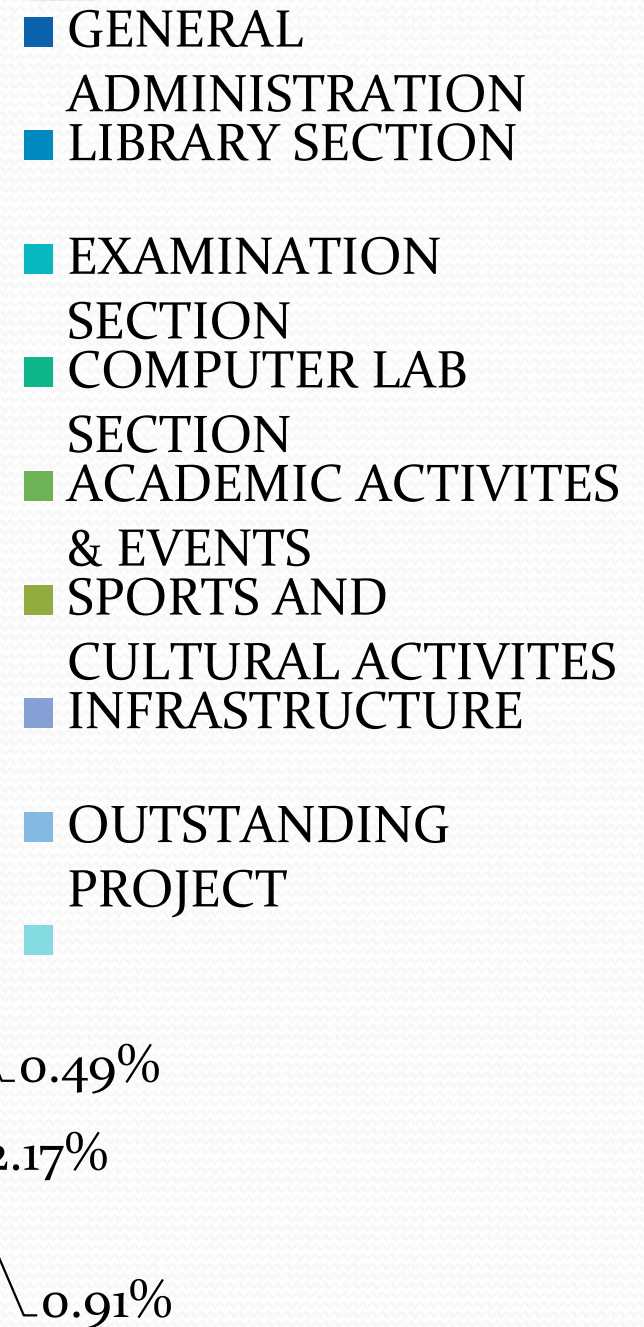 GENERAL
ADMINISTRATION
LIBRARY SECTION
EXAMINATION
SECTION
COMPUTER LAB
SECTION
ACADEMIC ACTIVITES
& EVENTS
SPORTS AND
CULTURAL ACTIVITES
INFRASTRUCTURE
OUTSTANDING
PROJECT
0.49%
2.17%
0.91%